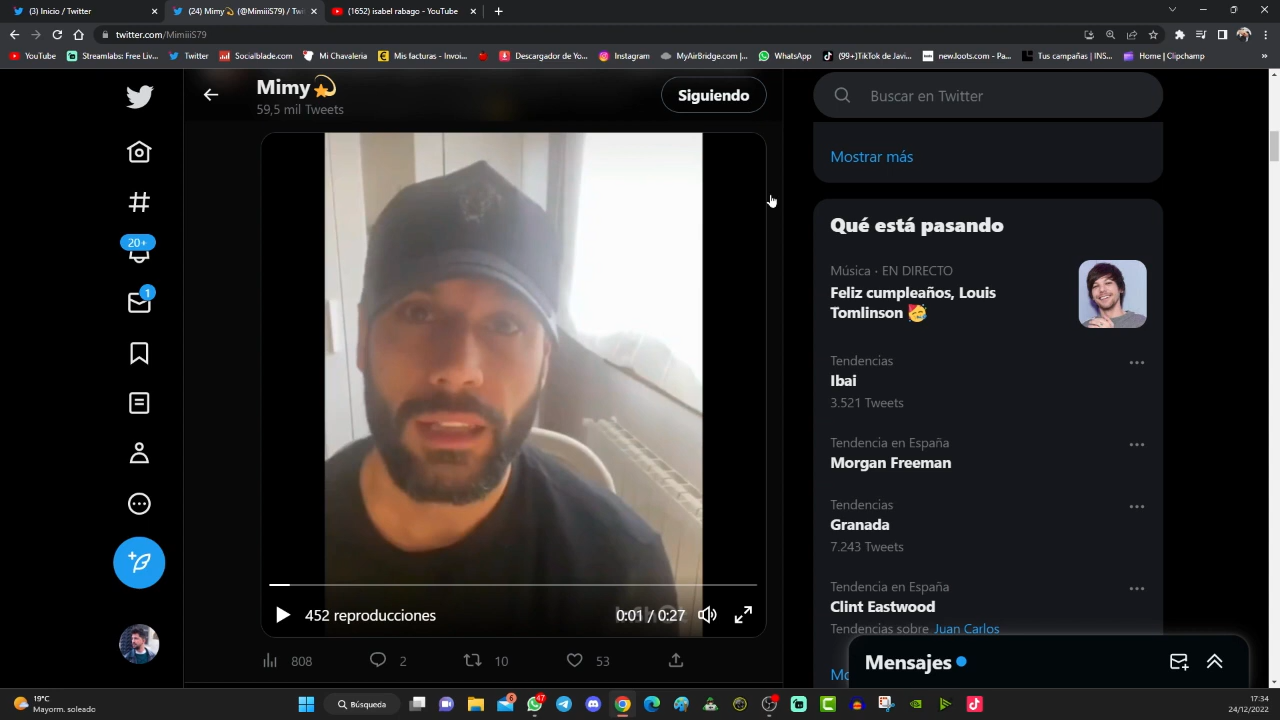 (3) Inicio / Twitter
(24) Mimy (@MimiiiS79) / Twi
(1652) isabel rabago - YouTube
twitter.com/MimiiiS79
YouTube
Streamlabs: Live...
Twitter
Socialblade.com
Mi Chavaleria
Mis facturas - Invoi...
Descargador de Yo...
Instagram
MyAirBridge.com |...
WhatsApp
(99+)TikTok de Javi...
newJoots.com - Pa...
Tus campañas | INS...
Home | Clipchamp
»
Mimy
59,5 mil Tweets
Siguiendo
Buscar en Twitter
20+
1
Mostrar más
Qué está pasando
Música · EN DIRECTO
Feliz cumpleaños, Louis
Tomlinson
Tendencias
Ibai
3.521 Tweets
Tendencia en España
Morgan Freeman
Tendencias
Granada
7.243 Tweets
Tendencia en España
Clint Eastwood
Tendencias sobre Juan Carlos
452 reproducciones
0:01 / 0:27
808
2
10
53
Mensajes
19°C
Mayorm. soleado
Búsqueda
6
47
17:34
24/12/2022